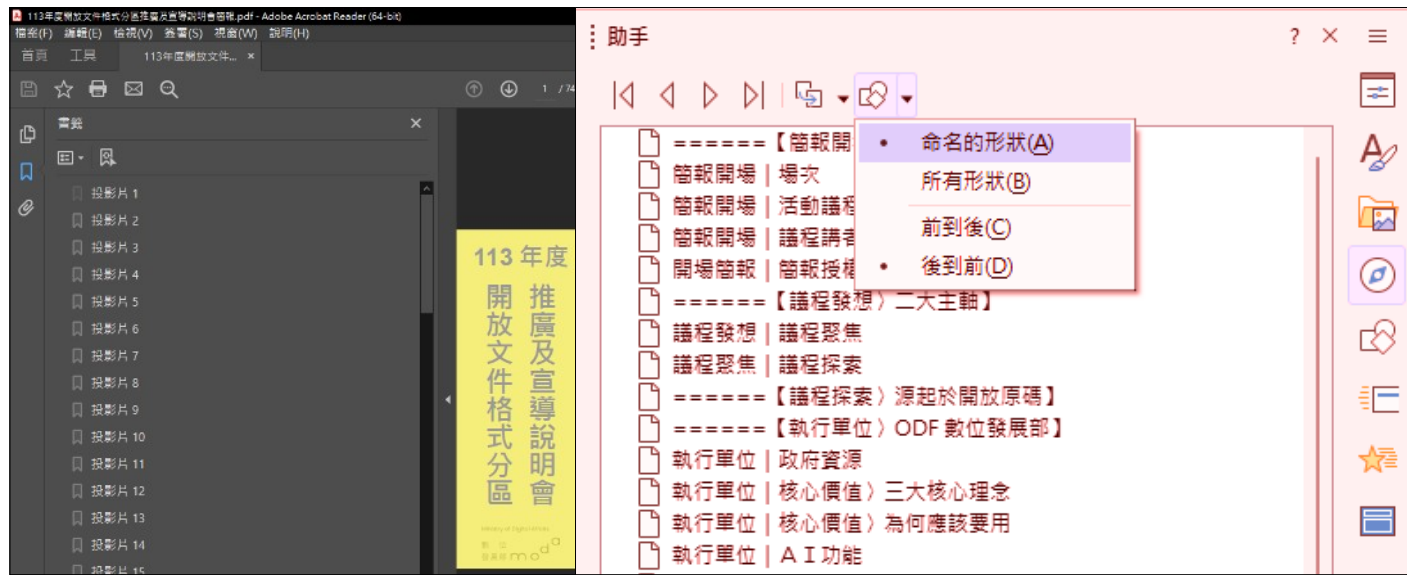 113年度開放文件格式分區推廣及宣導說明會簡報.pdf - Adobe Acrobat Reader (64-bit)
檔案(F) 編輯(E) 檢視(V) 簽署(S) 視窗(W) 說明(H)
首頁 工具 113年度開放文件... ×
1 / 74
書籤 ×
投影片 1
投影片 2
投影片 3
投影片 4
投影片 5
投影片 6
投影片 7
投影片 8
投影片 9
投影片 10
投影片 11
投影片 12
投影片 13
投影片 14
投影片 15
113 年度
推廣及宣導說明會
開放文件格式分區
Ministry of Digital Affairs
數位發展部 moda
助手 ? ×
命名的形狀(A)
所有形狀(B)
前到後(C)
後到前(D)
======【簡報開
簡報開場|場次
簡報開場|活動議程
簡報開場|議程講者
開場簡報|簡報授權
======【議程發想〉二大主軸】
議程發想|議程聚焦
議程聚焦|議程探索
======【議程探索〉源起於開放原碼】
======【執行單位〉ODF 數位發展部】
執行單位|政府資源
執行單位|核心價值〉三大核心理念
執行單位|核心價值〉為何應該要用
執行單位|ＡＩ功能